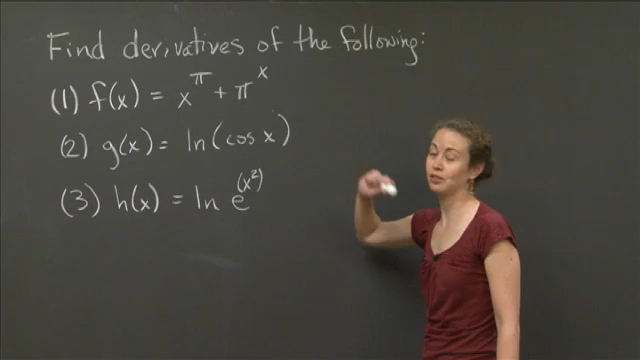 Find derivatives of the following:
(1) f(x) = x^π + π^x
(2) g(x) = ln(cos x)
(3) h(x) = ln e^(x²)